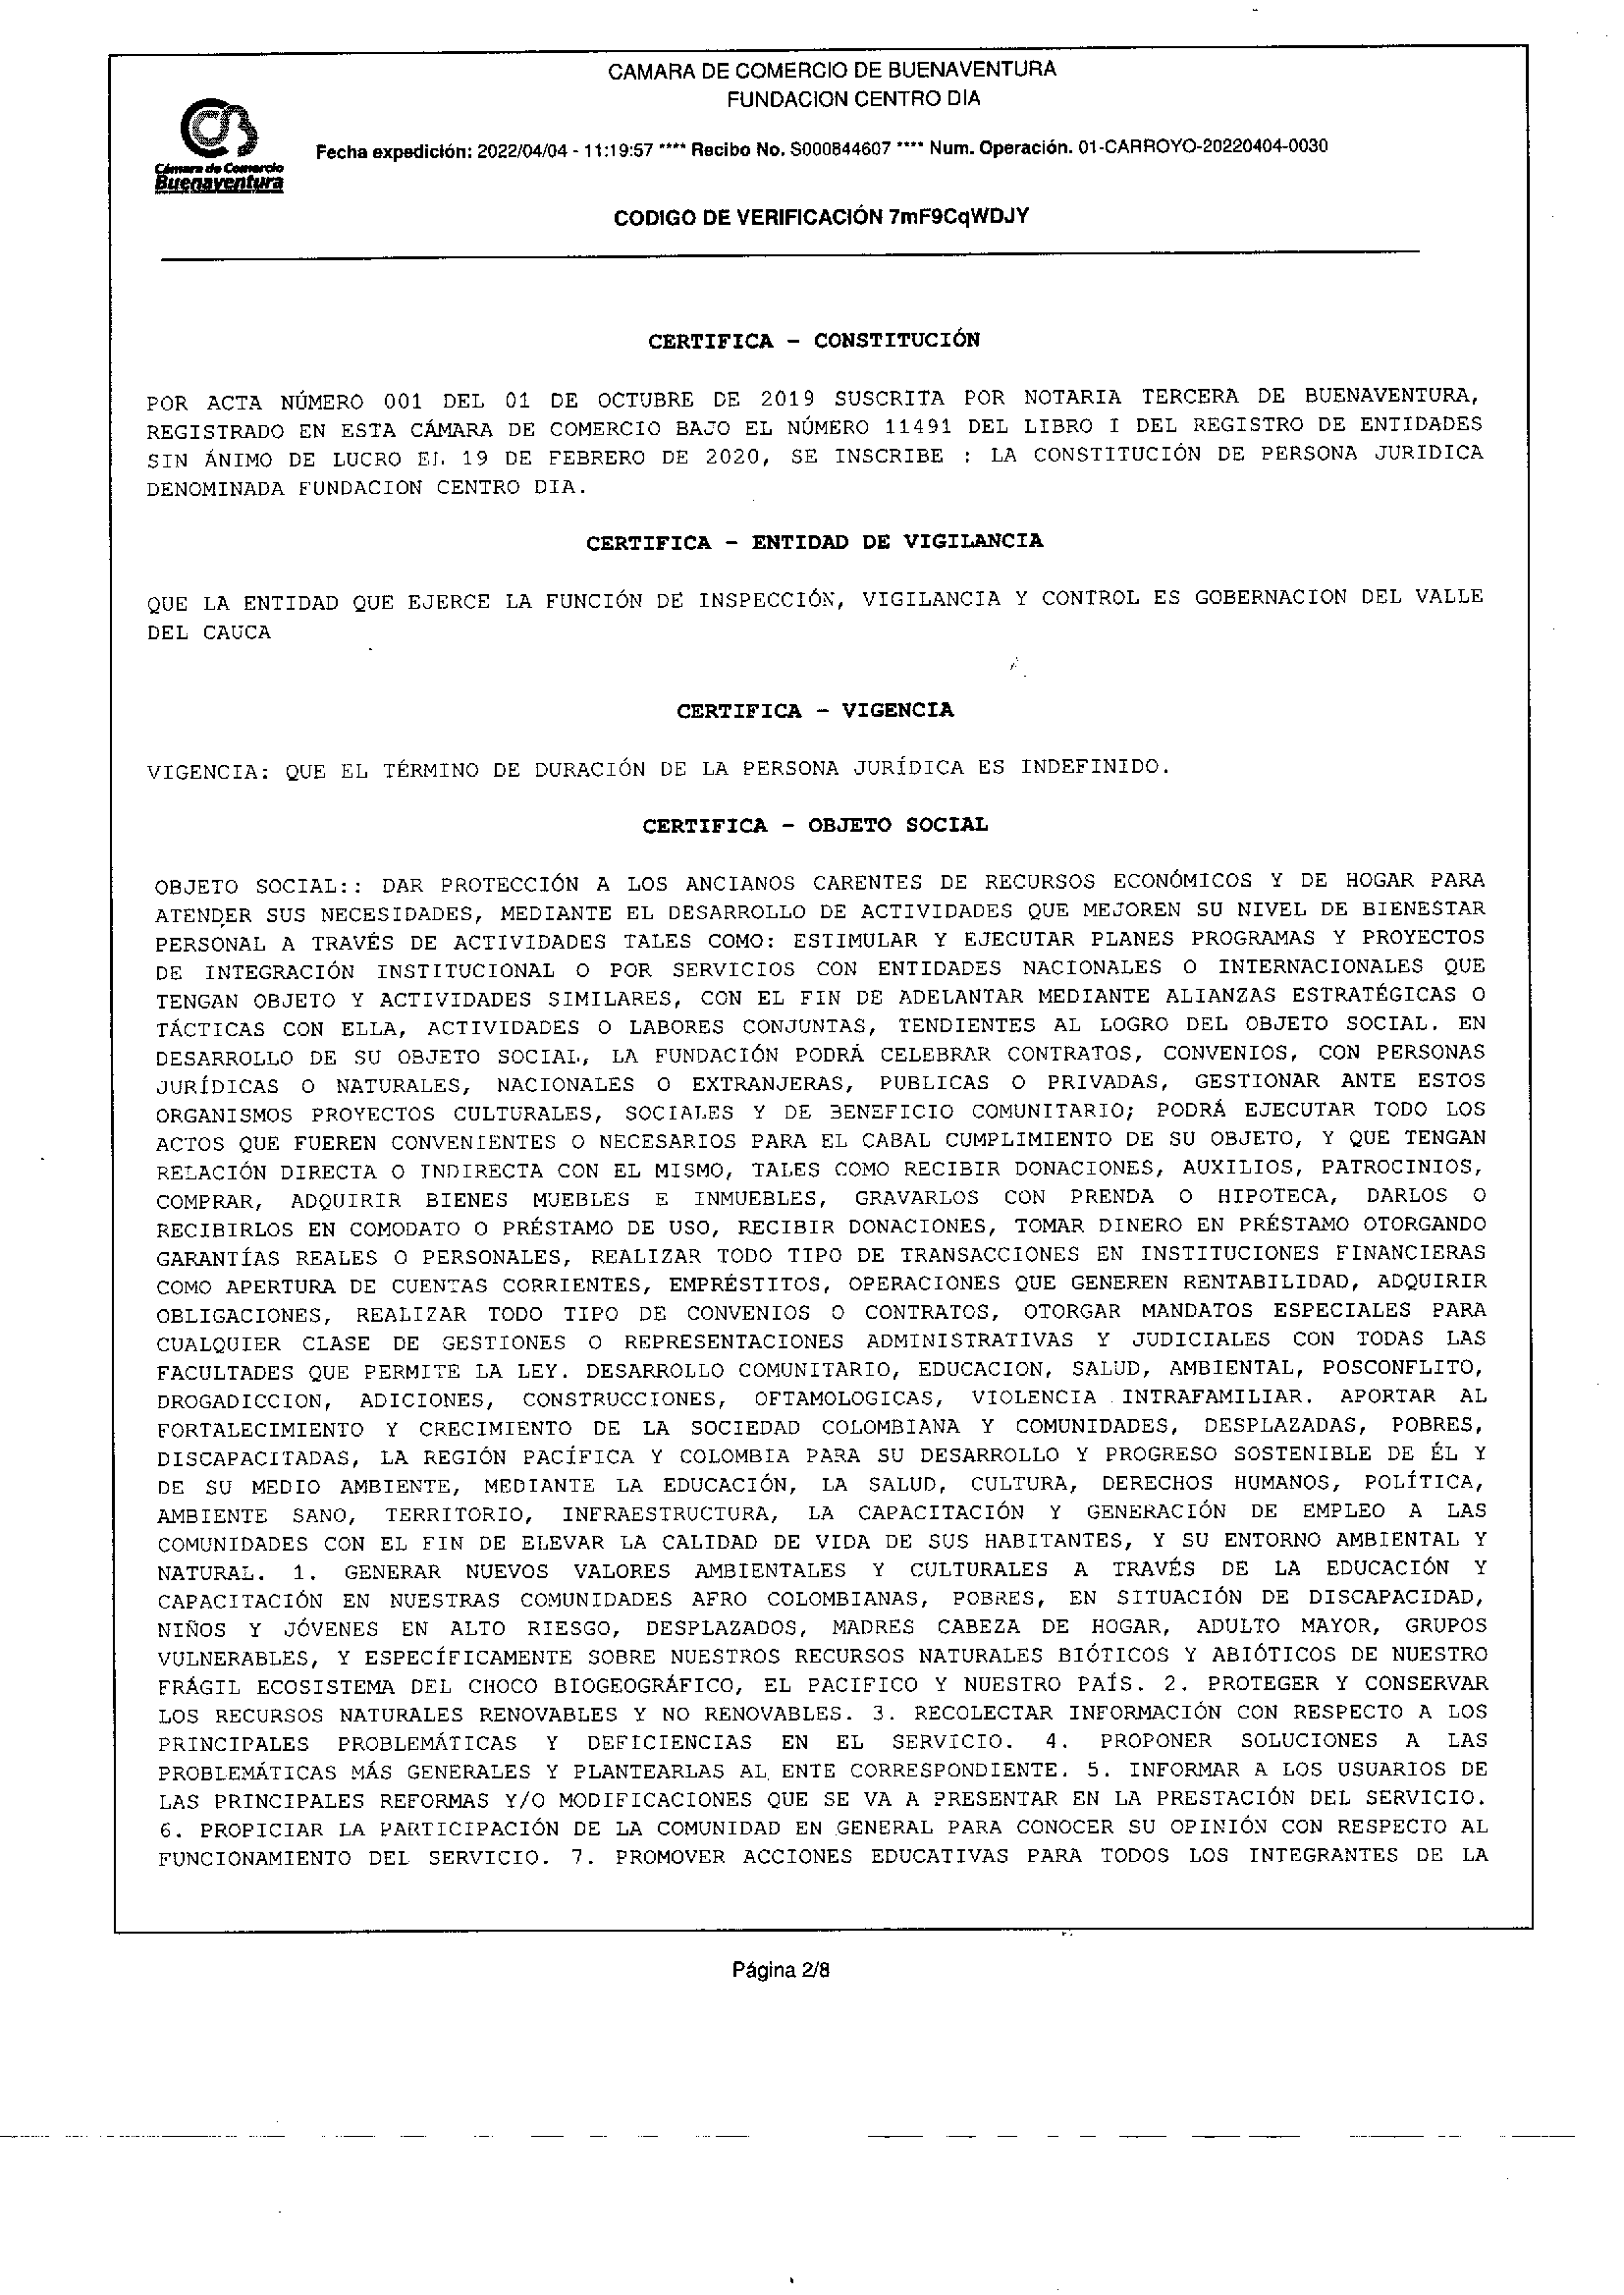 CAMARA DE COMERCIO DE BUENAVENTURA
FUNDACION CENTRO DIA
Fecha expedición: 2022/04/04 - 11:19:57 **** Recibo No. S000844607 **** Num. Operación. 01-CARROYO-20220404-0030
Cámara de Comercio
Buenaventura
CODIGO DE VERIFICACIÓN 7mF9CqWDJY
CERTIFICA - CONSTITUCIÓN
POR ACTA NÚMERO 001 DEL 01 DE OCTUBRE DE 2019 SUSCRITA POR NOTARIA TERCERA DE BUENAVENTURA,
REGISTRADO EN ESTA CÁMARA DE COMERCIO BAJO EL NÚMERO 11491 DEL LIBRO I DEL REGISTRO DE ENTIDADES
SIN ÁNIMO DE LUCRO EL 19 DE FEBRERO DE 2020, SE INSCRIBE : LA CONSTITUCIÓN DE PERSONA JURIDICA
DENOMINADA FUNDACION CENTRO DIA.
CERTIFICA - ENTIDAD DE VIGILANCIA
QUE LA ENTIDAD QUE EJERCE LA FUNCIÓN DE INSPECCIÓN, VIGILANCIA Y CONTROL ES GOBERNACION DEL VALLE
DEL CAUCA
CERTIFICA - VIGENCIA
VIGENCIA: QUE EL TÉRMINO DE DURACIÓN DE LA PERSONA JURÍDICA ES INDEFINIDO.
CERTIFICA - OBJETO SOCIAL
OBJETO SOCIAL:: DAR PROTECCIÓN A LOS ANCIANOS CARENTES DE RECURSOS ECONÓMICOS Y DE HOGAR PARA
ATENDER SUS NECESIDADES, MEDIANTE EL DESARROLLO DE ACTIVIDADES QUE MEJOREN SU NIVEL DE BIENESTAR
PERSONAL A TRAVÉS DE ACTIVIDADES TALES COMO: ESTIMULAR Y EJECUTAR PLANES PROGRAMAS Y PROYECTOS
DE INTEGRACIÓN INSTITUCIONAL O POR SERVICIOS CON ENTIDADES NACIONALES O INTERNACIONALES QUE
TENGAN OBJETO Y ACTIVIDADES SIMILARES, CON EL FIN DE ADELANTAR MEDIANTE ALIANZAS ESTRATÉGICAS O
TÁCTICAS CON ELLA, ACTIVIDADES O LABORES CONJUNTAS, TENDIENTES AL LOGRO DEL OBJETO SOCIAL. EN
DESARROLLO DE SU OBJETO SOCIAL, LA FUNDACIÓN PODRÁ CELEBRAR CONTRATOS, CONVENIOS, CON PERSONAS
JURÍDICAS O NATURALES, NACIONALES O EXTRANJERAS, PUBLICAS O PRIVADAS, GESTIONAR ANTE ESTOS
ORGANISMOS PROYECTOS CULTURALES, SOCIALES Y DE BENEFICIO COMUNITARIO; PODRÁ EJECUTAR TODO LOS
ACTOS QUE FUEREN CONVENIENTES O NECESARIOS PARA EL CABAL CUMPLIMIENTO DE SU OBJETO, Y QUE TENGAN
RELACIÓN DIRECTA O INDIRECTA CON EL MISMO, TALES COMO RECIBIR DONACIONES, AUXILIOS, PATROCINIOS,
COMPRAR, ADQUIRIR BIENES MUEBLES E INMUEBLES, GRAVARLOS CON PRENDA O HIPOTECA, DARLOS O
RECIBIRLOS EN COMODATO O PRÉSTAMO DE USO, RECIBIR DONACIONES, TOMAR DINERO EN PRÉSTAMO OTORGANDO
GARANTÍAS REALES O PERSONALES, REALIZAR TODO TIPO DE TRANSACCIONES EN INSTITUCIONES FINANCIERAS
COMO APERTURA DE CUENTAS CORRIENTES, EMPRÉSTITOS, OPERACIONES QUE GENEREN RENTABILIDAD, ADQUIRIR
OBLIGACIONES, REALIZAR TODO TIPO DE CONVENIOS O CONTRATOS, OTORGAR MANDATOS ESPECIALES PARA
CUALQUIER CLASE DE GESTIONES O REPRESENTACIONES ADMINISTRATIVAS Y JUDICIALES CON TODAS LAS
FACULTADES QUE PERMITE LA LEY. DESARROLLO COMUNITARIO, EDUCACION, SALUD, AMBIENTAL, POSCONFLITO,
DROGADICCION, ADICIONES, CONSTRUCCIONES, OFTAMOLOGICAS, VIOLENCIA INTRAFAMILIAR. APORTAR AL
FORTALECIMIENTO Y CRECIMIENTO DE LA SOCIEDAD COLOMBIANA Y COMUNIDADES, DESPLAZADAS, POBRES,
DISCAPACITADAS, LA REGIÓN PACÍFICA Y COLOMBIA PARA SU DESARROLLO Y PROGRESO SOSTENIBLE DE ÉL Y
DE SU MEDIO AMBIENTE, MEDIANTE LA EDUCACIÓN, LA SALUD, CULTURA, DERECHOS HUMANOS, POLÍTICA,
AMBIENTE SANO, TERRITORIO, INFRAESTRUCTURA, LA CAPACITACIÓN Y GENERACIÓN DE EMPLEO A LAS
COMUNIDADES CON EL FIN DE ELEVAR LA CALIDAD DE VIDA DE SUS HABITANTES, Y SU ENTORNO AMBIENTAL Y
NATURAL. 1. GENERAR NUEVOS VALORES AMBIENTALES Y CULTURALES A TRAVÉS DE LA EDUCACIÓN Y
CAPACITACIÓN EN NUESTRAS COMUNIDADES AFRO COLOMBIANAS, POBRES, EN SITUACIÓN DE DISCAPACIDAD,
NIÑOS Y JÓVENES EN ALTO RIESGO, DESPLAZADOS, MADRES CABEZA DE HOGAR, ADULTO MAYOR, GRUPOS
VULNERABLES, Y ESPECÍFICAMENTE SOBRE NUESTROS RECURSOS NATURALES BIÓTICOS Y ABIÓTICOS DE NUESTRO
FRÁGIL ECOSISTEMA DEL CHOCO BIOGEOGRÁFICO, EL PACIFICO Y NUESTRO PAÍS. 2. PROTEGER Y CONSERVAR
LOS RECURSOS NATURALES RENOVABLES Y NO RENOVABLES. 3. RECOLECTAR INFORMACIÓN CON RESPECTO A LOS
PRINCIPALES PROBLEMÁTICAS Y DEFICIENCIAS EN EL SERVICIO. 4. PROPONER SOLUCIONES A LAS
PROBLEMÁTICAS MÁS GENERALES Y PLANTEARLAS AL ENTE CORRESPONDIENTE. 5. INFORMAR A LOS USUARIOS DE
LAS PRINCIPALES REFORMAS Y/O MODIFICACIONES QUE SE VA A PRESENTAR EN LA PRESTACIÓN DEL SERVICIO.
6. PROPICIAR LA PARTICIPACIÓN DE LA COMUNIDAD EN GENERAL PARA CONOCER SU OPINIÓN CON RESPECTO AL
FUNCIONAMIENTO DEL SERVICIO. 7. PROMOVER ACCIONES EDUCATIVAS PARA TODOS LOS INTEGRANTES DE LA
Página 2/8